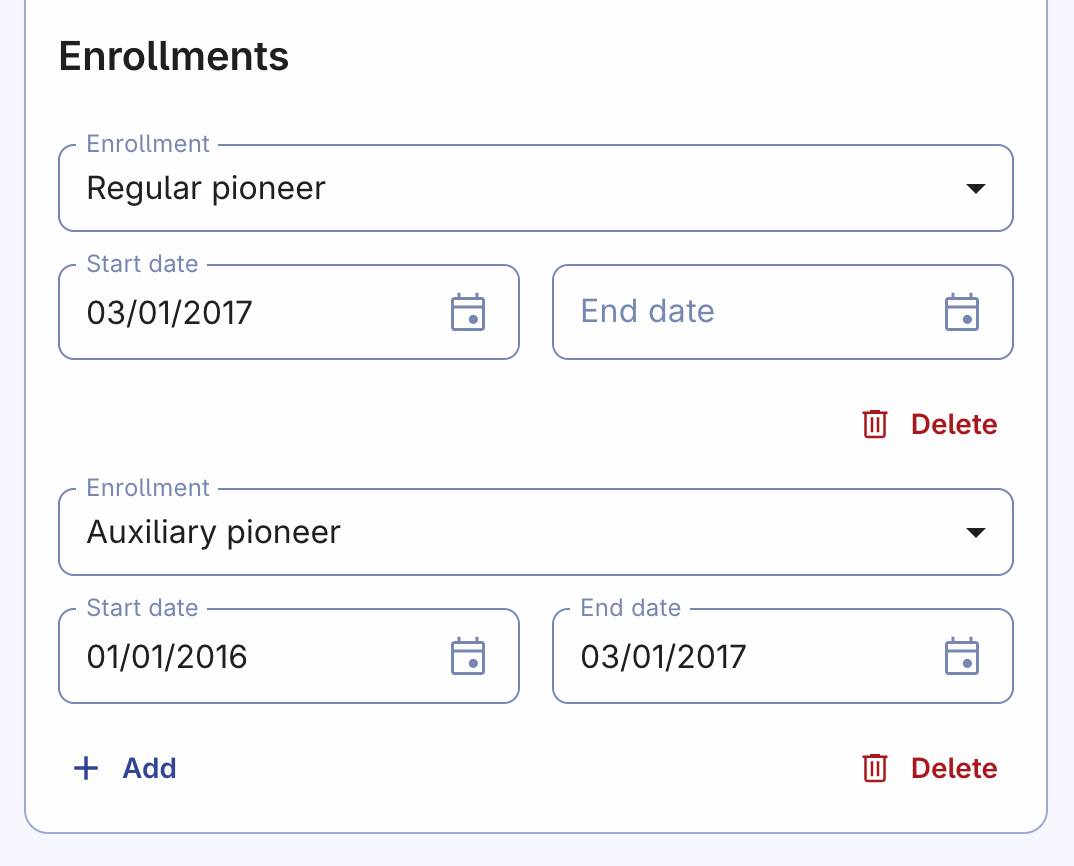 Enrollments
Enrollment
Regular pioneer
Start date
03/01/2017
End date
Delete
Enrollment
Auxiliary pioneer
Start date
01/01/2016
End date
03/01/2017
Add
Delete